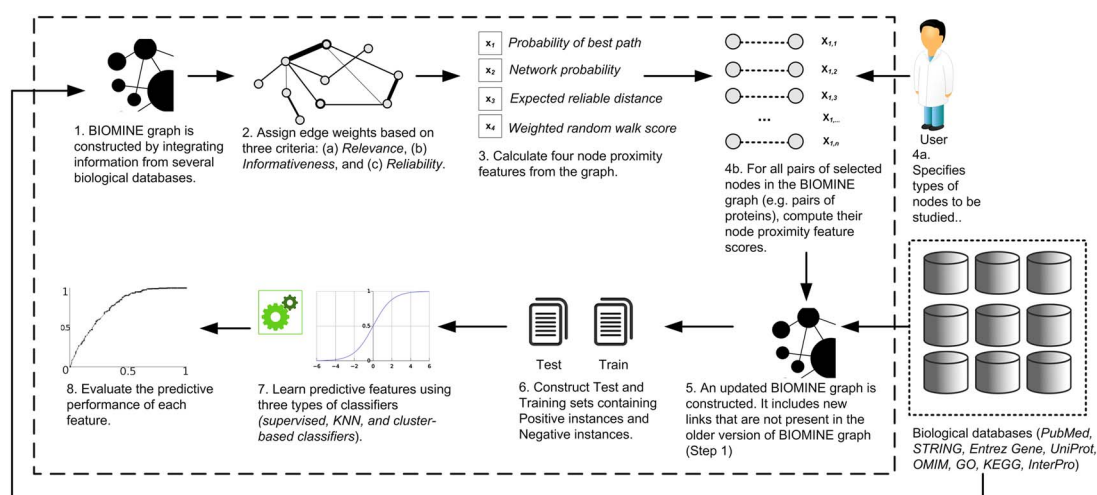 x₁ Probability of best path
x₂ Network probability
x₃ Expected reliable distance
x₄ Weighted random walk score
X1,1
X1,2
X1,3
... X1,...
X1,n
1. BIOMINE graph is
constructed by integrating
information from several
biological databases.
2. Assign edge weights based on
three criteria: (a) Relevance, (b)
Informativeness, and (c) Reliability.
3. Calculate four node proximity
features from the graph.
4b. For all pairs of selected
nodes in the BIOMINE
graph (e.g. pairs of
proteins), compute their
node proximity feature
scores.
User
4a.
Specifies
types of
nodes to be
studied..
1
0.5
0
0.5
1
1
0.5
0
-6
-4
-2
0
2
4
6
Test
Train
8. Evaluate the predictive
performance of each
feature.
7. Learn predictive features using
three types of classifiers
(supervised, KNN, and cluster-
based classifiers).
6. Construct Test and
Training sets containing
Positive instances and
Negative instances.
5. An updated BIOMINE graph is
constructed. It includes new
links that are not present in the
older version of BIOMINE graph
(Step 1)
Biological databases (PubMed,
STRING, Entrez Gene, UniProt,
OMIM, GO, KEGG, InterPro)